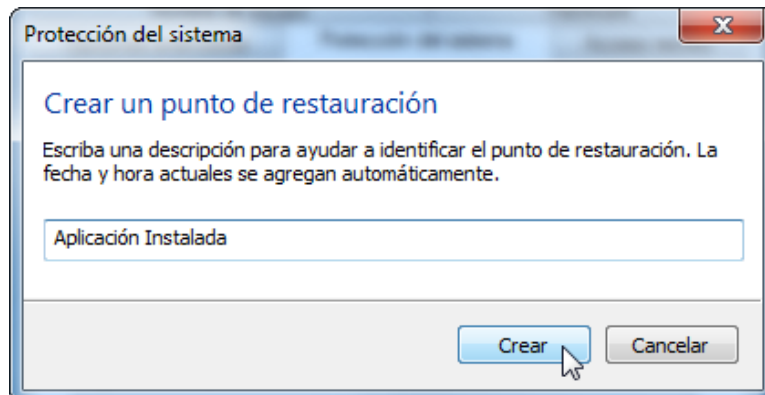 Protección del sistema
Crear un punto de restauración
Escriba una descripción para ayudar a identificar el punto de restauración. La
fecha y hora actuales se agregan automáticamente.
Aplicación Instalada
Crear
Cancelar